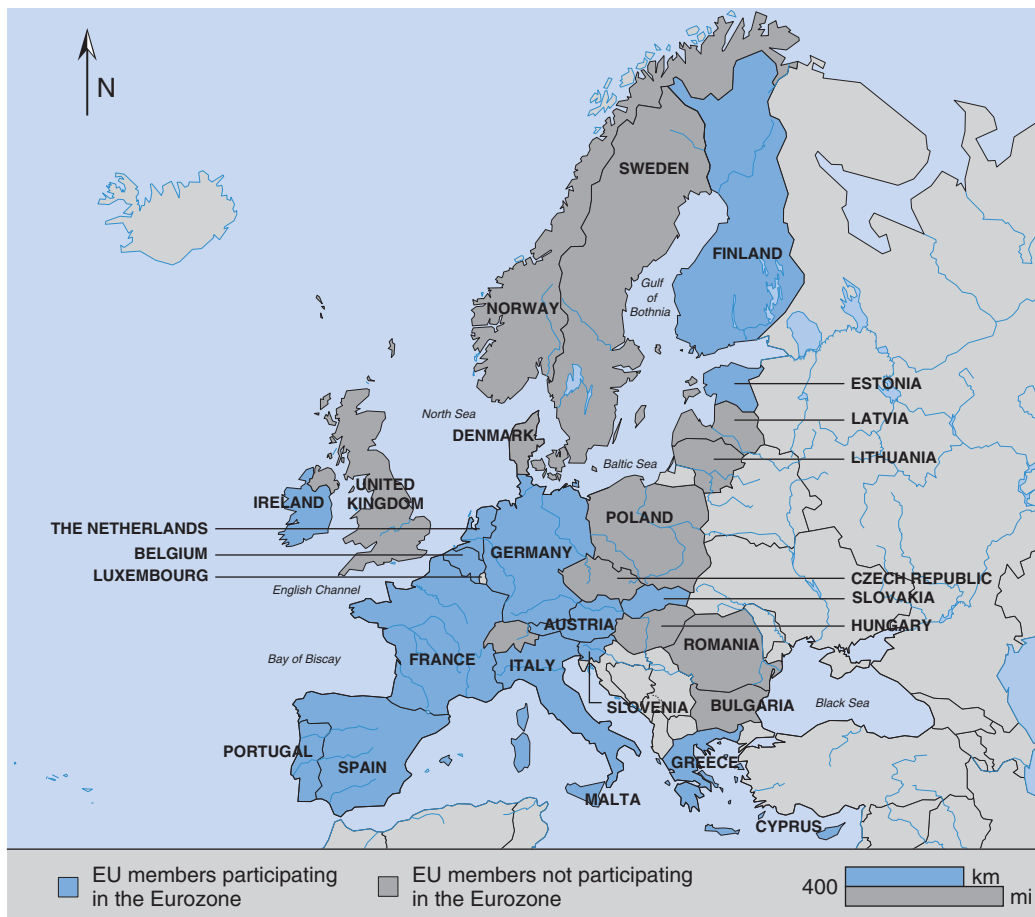 N
SWEDEN
FINLAND
Gulf
of
Bothnia
NORWAY
ESTONIA
North Sea
LATVIA
DENMARK
Baltic Sea
LITHUANIA
UNITED
KINGDOM
IRELAND
POLAND
THE NETHERLANDS
GERMANY
BELGIUM
LUXEMBOURG
CZECH REPUBLIC
English Channel
SLOVAKIA
AUSTRIA
HUNGARY
ROMANIA
Bay of Biscay
FRANCE
ITALY
SLOVENIA
BULGARIA
Black Sea
PORTUGAL
SPAIN
GREECE
MALTA
CYPRUS
EU members participating
in the Eurozone
EU members not participating
in the Eurozone
400
km
mi